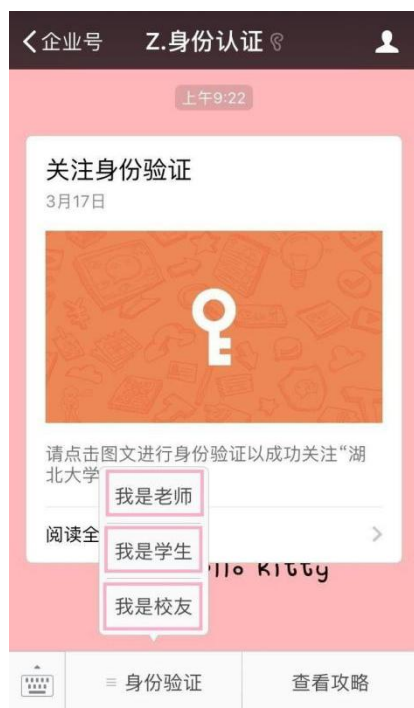 企业号
Z.身份认证
上午9:22
关注身份验证
3月17日
请点击图文进行身份验证以成功关注“湖
北大学
阅读全
我是老师
我是学生
我是校友
Kitty
身份验证
查看攻略